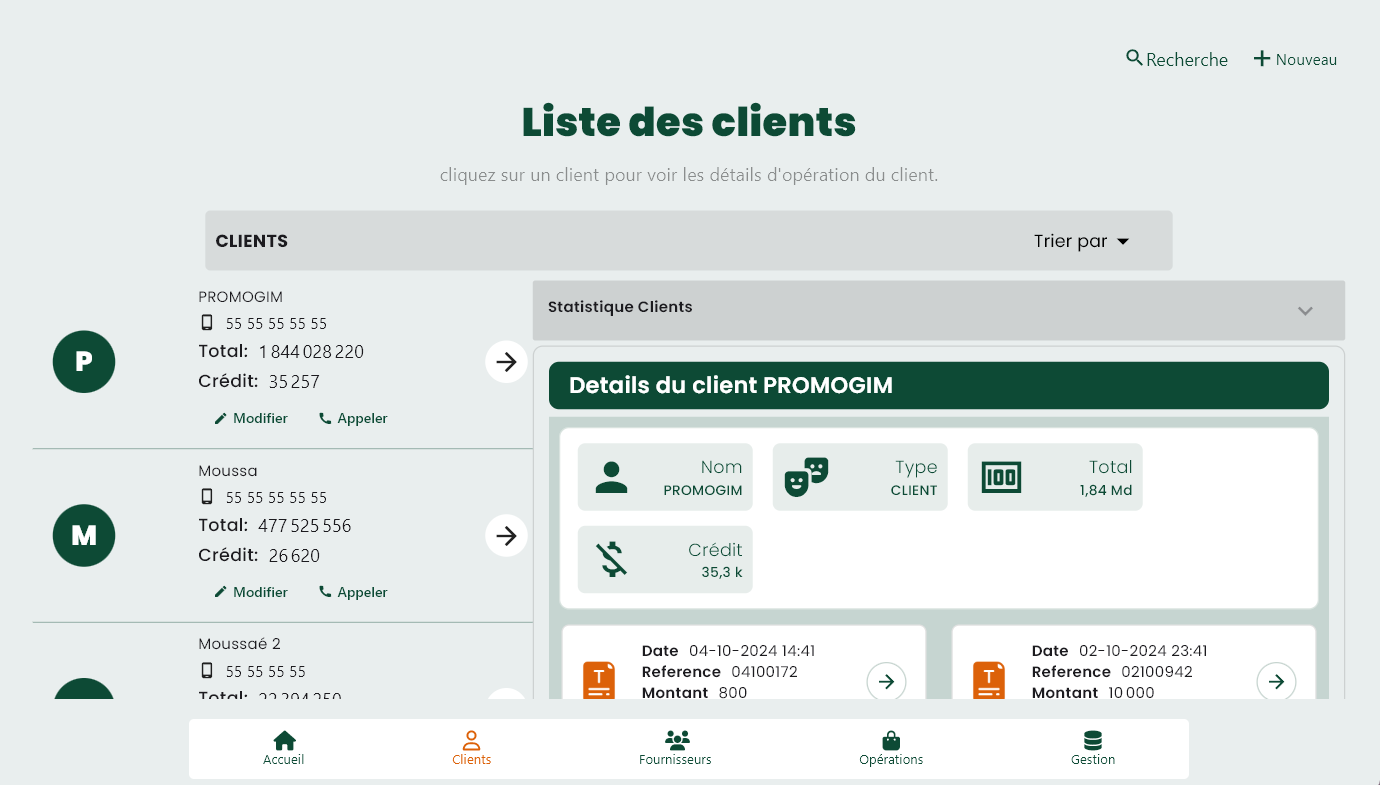 Recherche
Nouveau
Liste des clients
cliquez sur un client pour voir les détails d'opération du client.
CLIENTS
Trier par
PROMOGIM
55 55 55 55 55
P
Total: 1 844 028 220
Crédit: 35 257
Modifier
Appeler
Moussa
55 55 55 55 55
M
Total: 477 525 556
Crédit: 26 620
Modifier
Appeler
Moussaé 2
55 55 55 55
Statistique Clients
Details du client PROMOGIM
Nom
PROMOGIM
Type
CLIENT
100
Total
1,84 Md
Crédit
35,3 k
T
Date 04-10-2024 14:41
Reference 04100172
Montant 800
T
Date 02-10-2024 23:41
Reference 02100942
Montant 10 000
Accueil
Clients
Fournisseurs
Opérations
Gestion